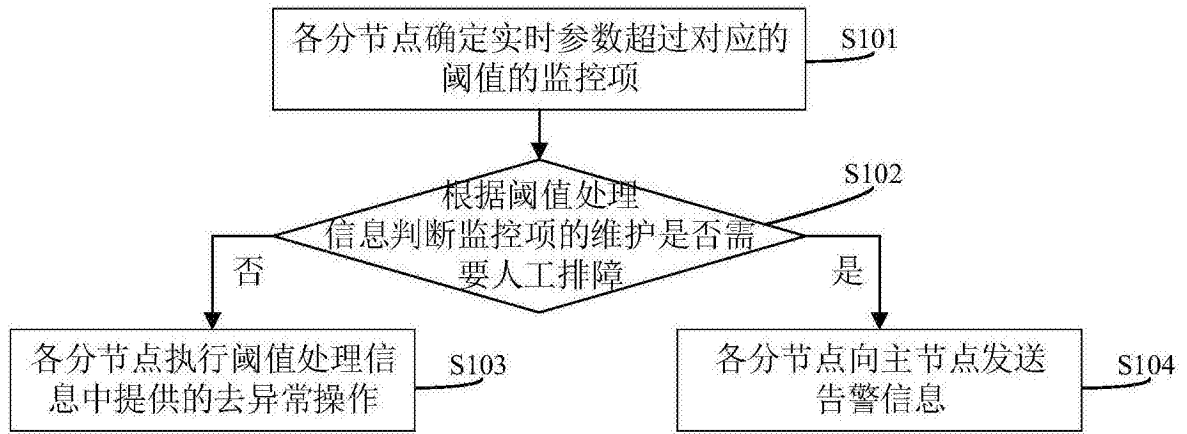 各分节点确定实时参数超过对应的
阈值的监控项
S101
根据阈值处理
信息判断监控项的维护是否需
要人工排障
S102
否
是
各分节点执行阈值处理信
息中提供的去异常操作
S103
各分节点向主节点发送
告警信息
S104